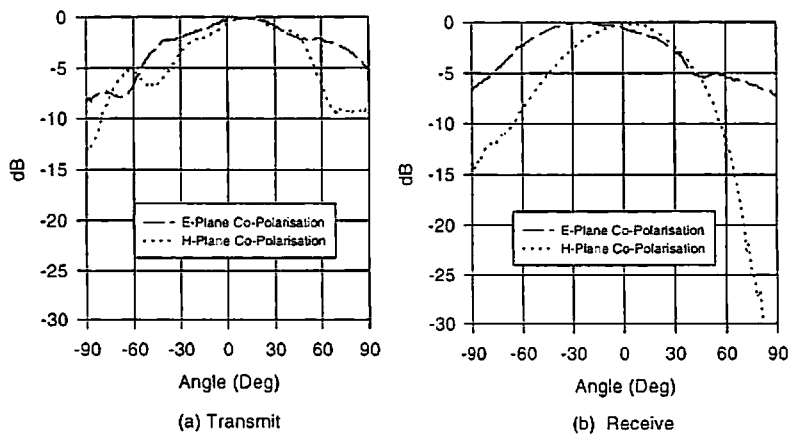 0
-5
-10
-15
-20
-25
-30
dB
E-Plane Co-Polarisation
H-Plane Co-Polarisation
-90 -60 -30 0 30 60 90
Angle (Deg)
(a) Transmit
0
-5
-10
-15
-20
-25
-30
dB
E-Plane Co-Polarisation
H-Plane Co-Polarisation
-90 -60 -30 0 30 60 90
Angle (Deg)
(b) Receive